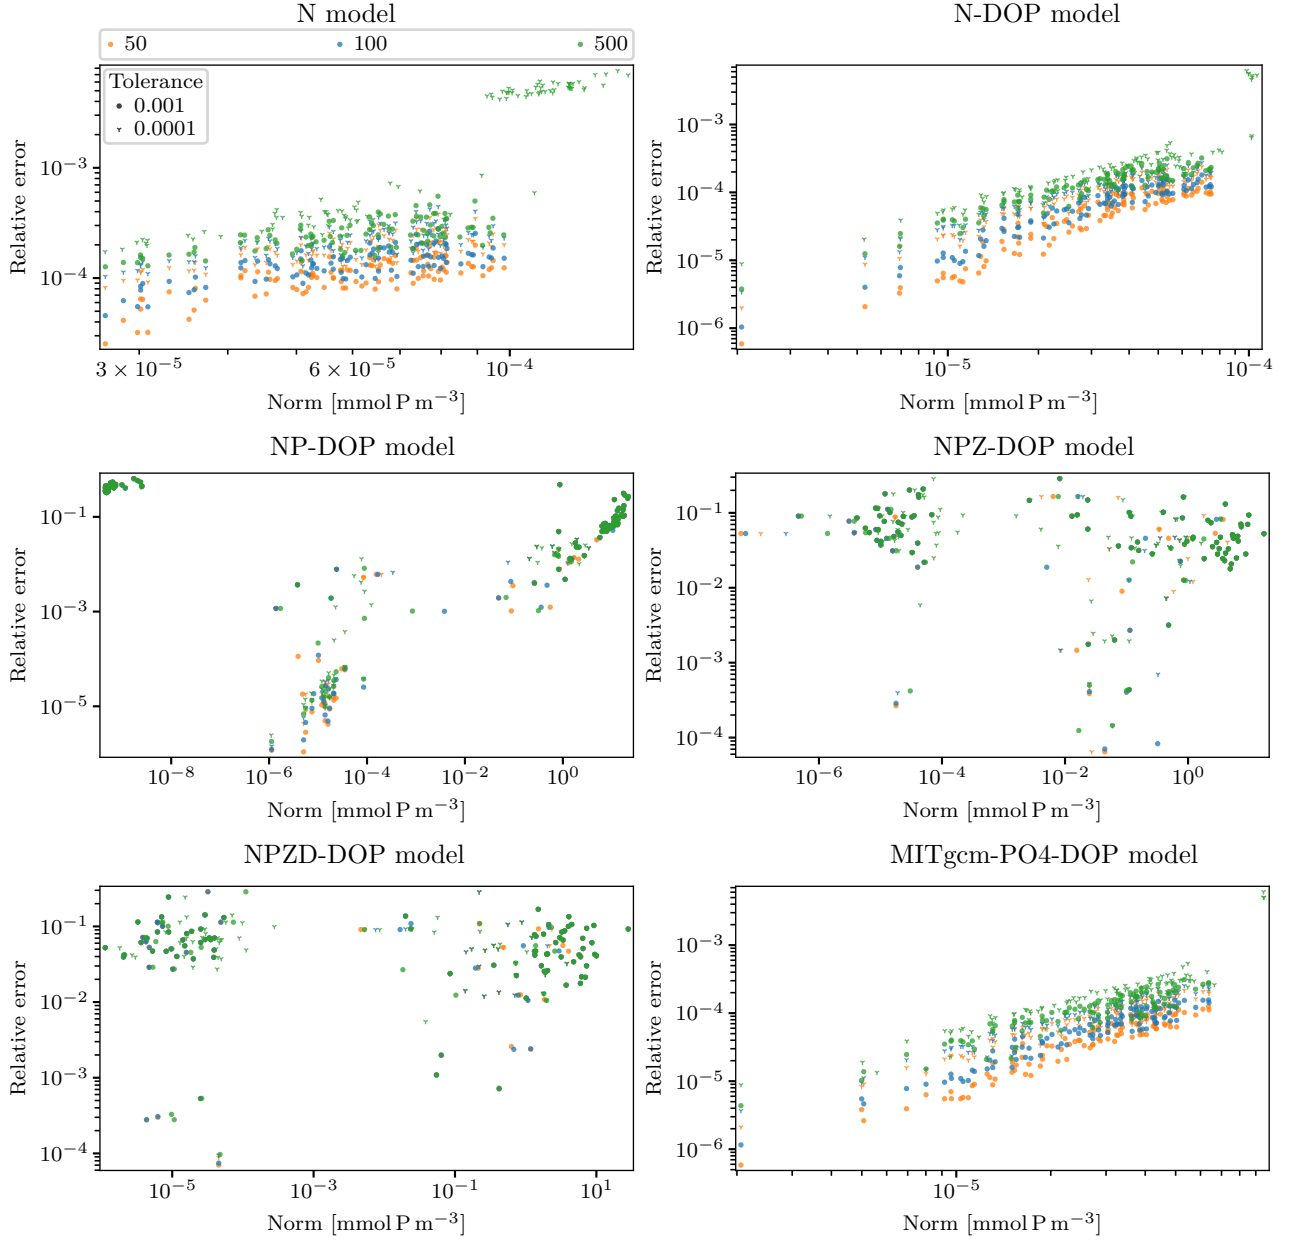 N model
50 100 500
Tolerance
0.001
0.0001
10⁻³
10⁻⁴
Relative error
3 × 10⁻⁵ 6 × 10⁻⁵ 10⁻⁴
Norm [mmol P m⁻³]
N-DOP model
10⁻³
10⁻⁴
10⁻⁵
10⁻⁶
Relative error
10⁻⁵ 10⁻⁴
Norm [mmol P m⁻³]
NP-DOP model
10⁻¹
10⁻³
10⁻⁵
Relative error
10⁻⁸ 10⁻⁶ 10⁻⁴ 10⁻² 10⁰
Norm [mmol P m⁻³]
NPZ-DOP model
10⁻¹
10⁻²
10⁻³
10⁻⁴
Relative error
10⁻⁶ 10⁻⁴ 10⁻² 10⁰
Norm [mmol P m⁻³]
NPZD-DOP model
10⁻¹
10⁻²
10⁻³
10⁻⁴
Relative error
10⁻⁵ 10⁻³ 10⁻¹ 10¹
Norm [mmol P m⁻³]
MITgcm-PO4-DOP model
10⁻³
10⁻⁴
10⁻⁵
10⁻⁶
Relative error
10⁻⁵
Norm [mmol P m⁻³]